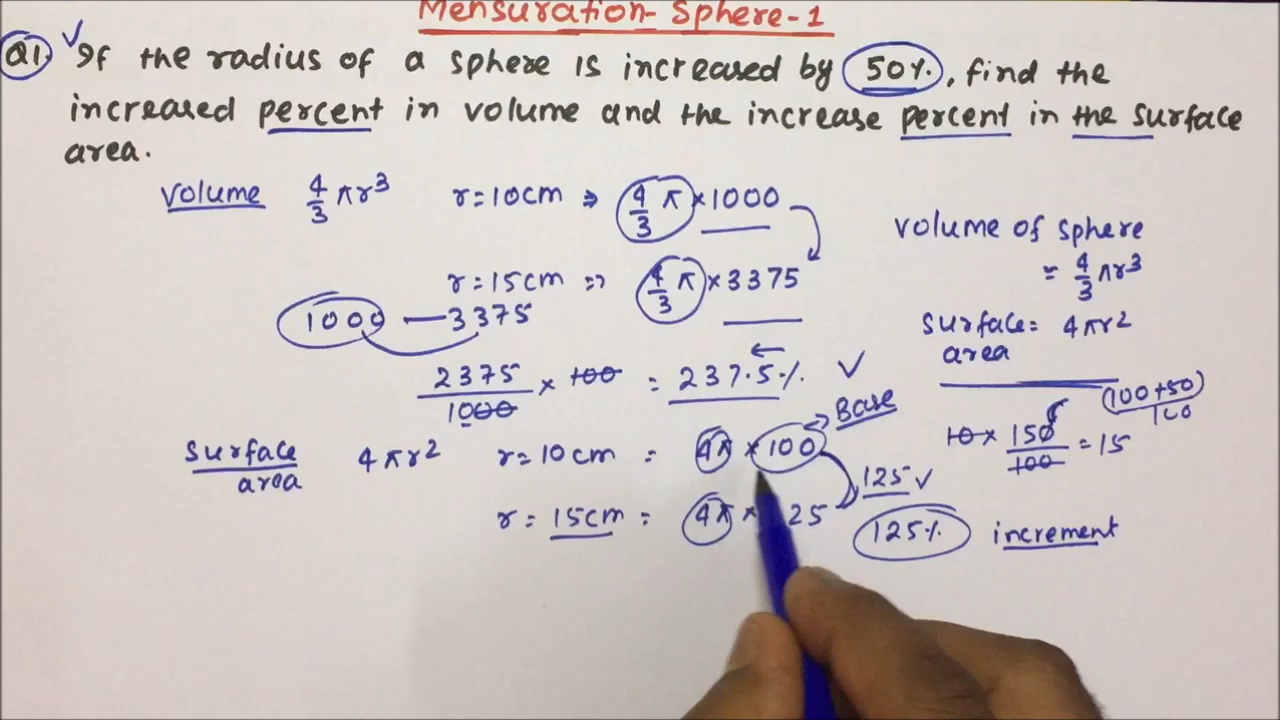 Mensuration- Sphere-1
Q1. If the radius of a sphere is increased by 50%, find the
increased percent in volume and the increase percent in the surface
area.
Volume 4/3 πr³ r=10cm ⇒ 4/3 π × 1000
r=15cm ⇒ 4/3 π × 3375
1000 — 3375
2375/1000 × 100 = 237.5% ✓
Surface area 4πr² r=10cm = 4π × 100 → Base
r = 15cm = 4π × 25
125 ✓
125% increment
Volume of sphere
= 4/3 πr³
Surface area = 4πr²
(100+50)/100
10 × 150/100 = 15